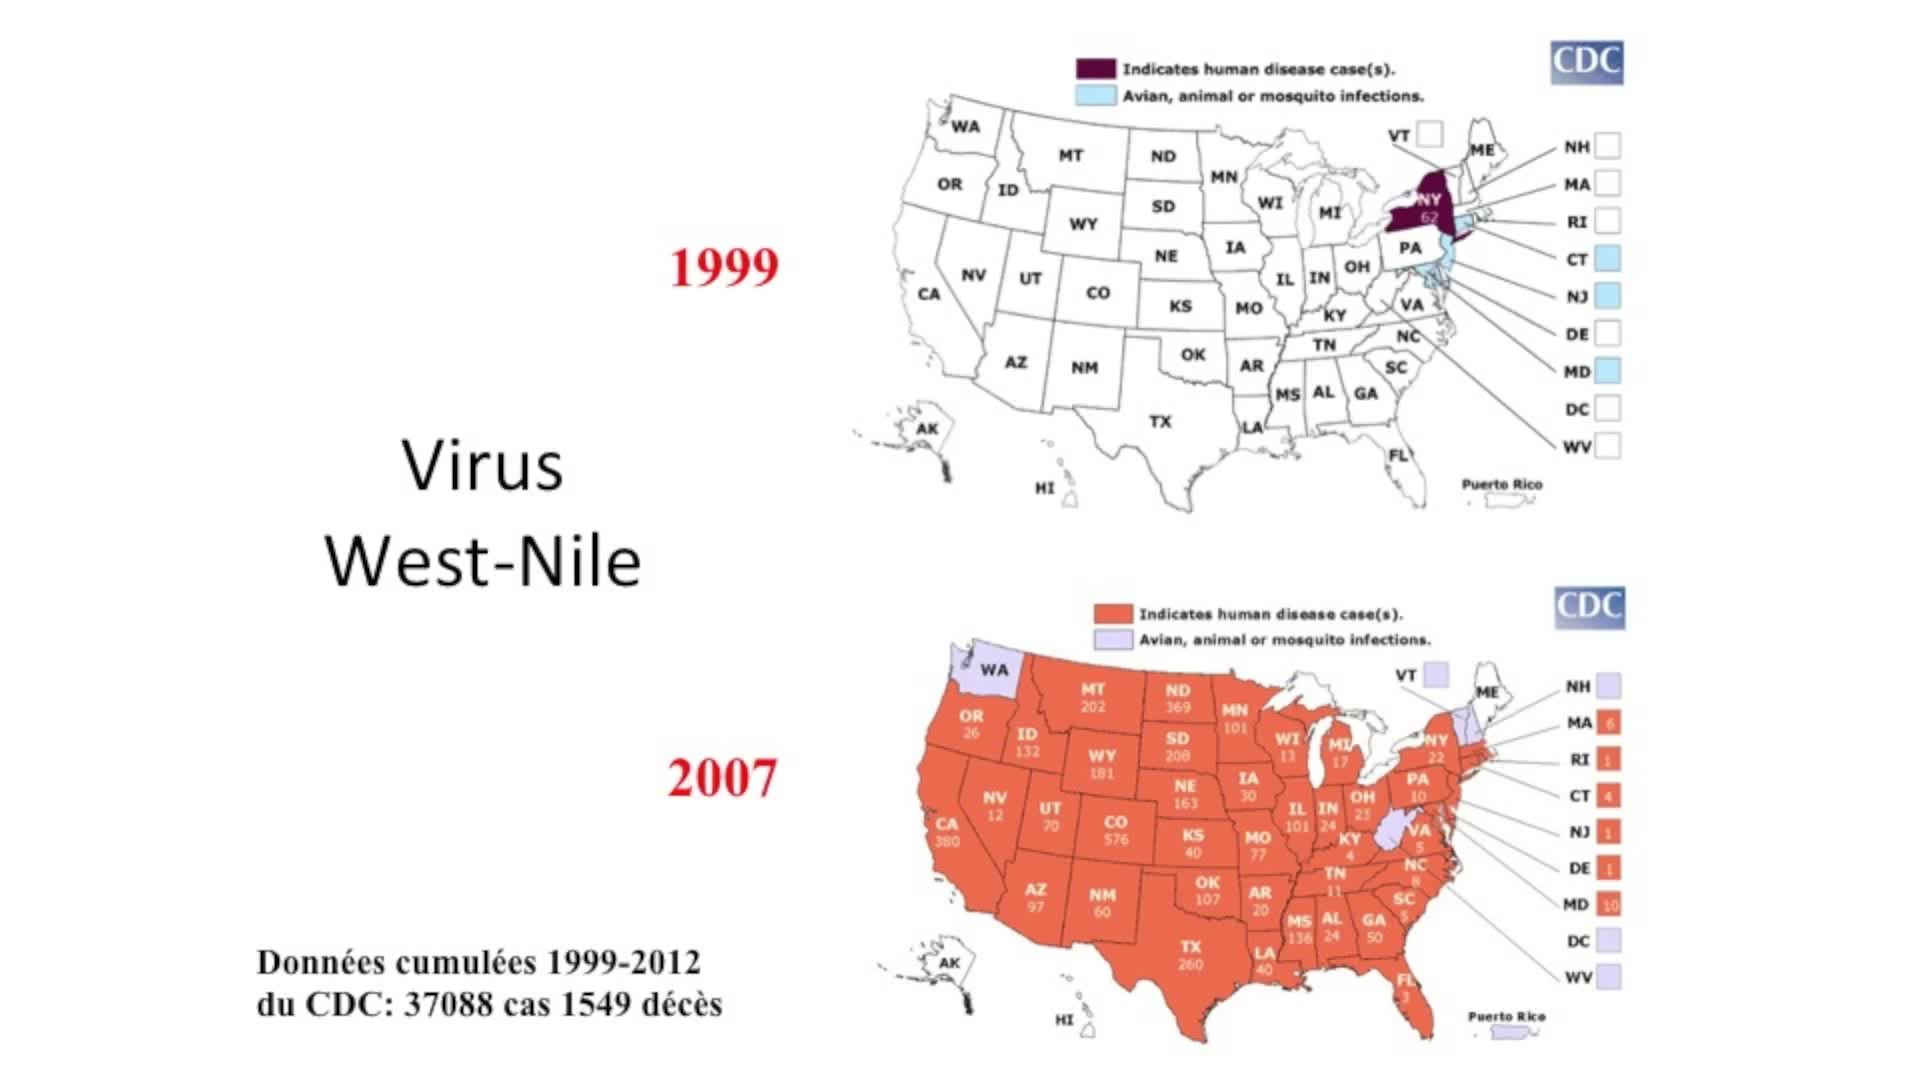 CDC
Indicates human disease case(s).
Avian, animal or mosquito infections.
WA
MT
ND
MN
VT
ME
NH
MA
RI
CT
NJ
DE
MD
DC
WV
OR
ID
SD
WI
MI
NY
62
WY
IA
PA
NE
NV
UT
CO
IL
IN
OH
CA
KS
MO
KY
VA
NC
AZ
NM
OK
AR
TN
SC
MS
AL
GA
TX
LA
AK
HI
FL
Puerto Rico
1999
Virus
West-Nile
2007
CDC
Indicates human disease case(s).
Avian, animal or mosquito infections.
WA
VT
ME
NH
MA 6
RI 1
CT 4
NJ 1
DE 1
MD 10
DC
WV
MT
202
ND
369
MN
101
OR
26
ID
132
SD
208
WI
13
MI
17
NY
22
WY
181
IA
30
PA
10
NE
163
NV
12
UT
70
CO
576
IL
101
IN
24
OH
23
CA
380
KS
40
MO
77
KY
4
VA
5
NC
8
AZ
97
NM
60
OK
107
AR
20
TN
11
SC
5
MS
136
AL
24
GA
50
TX
260
LA
40
FL
3
AK
HI
Puerto Rico
Données cumulées 1999-2012
du CDC: 37088 cas 1549 décès